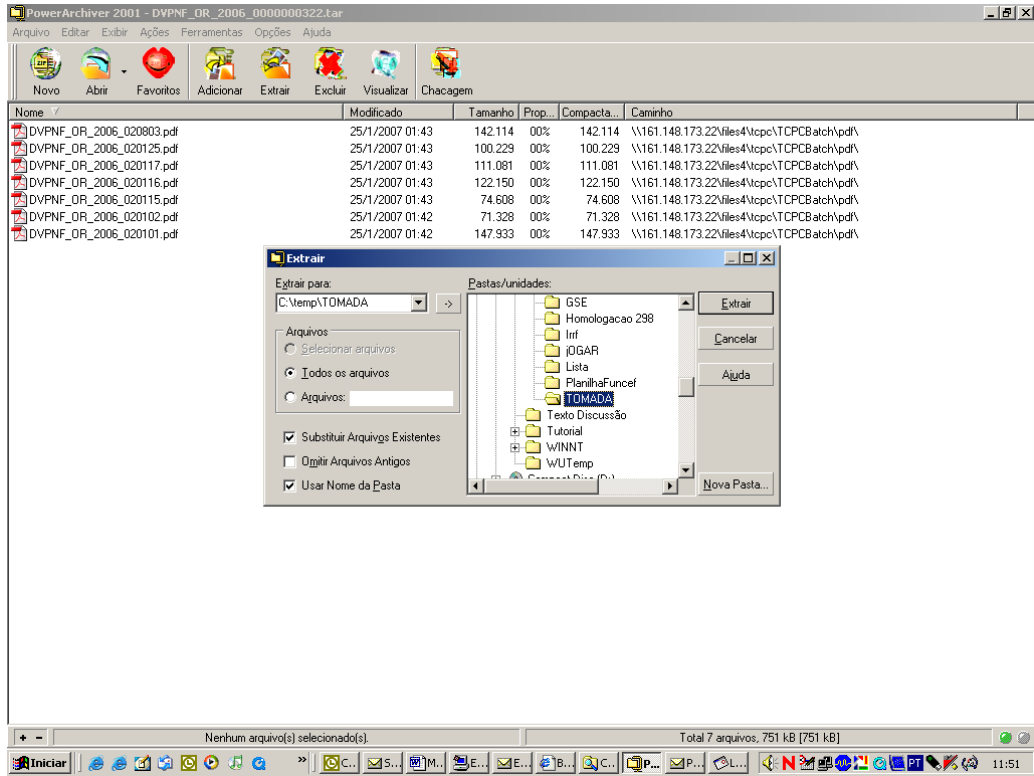 PowerArchiver 2001 - DVPNF_OR_2006_0000000322.tar
Arquivo Editar Exibir Ações Ferramentas Opções Ajuda
Novo Abrir Favoritos Adicionar Extrair Excluir Visualizar Chacagem
Nome Modificado Tamanho Prop... Compacta... Caminho
DVPNF_OR_2006_020803.pdf 25/1/2007 01:43 142.114 00% 142.114 \\161.148.173.22\files4\tcpc\TCPCBatch\pdf\
DVPNF_OR_2006_020125.pdf 25/1/2007 01:43 100.229 00% 100.229 \\161.148.173.22\files4\tcpc\TCPCBatch\pdf\
DVPNF_OR_2006_020117.pdf 25/1/2007 01:43 111.081 00% 111.081 \\161.148.173.22\files4\tcpc\TCPCBatch\pdf\
DVPNF_OR_2006_020116.pdf 25/1/2007 01:43 122.150 00% 122.150 \\161.148.173.22\files4\tcpc\TCPCBatch\pdf\
DVPNF_OR_2006_020115.pdf 25/1/2007 01:43 74.608 00% 74.608 \\161.148.173.22\files4\tcpc\TCPCBatch\pdf\
DVPNF_OR_2006_020102.pdf 25/1/2007 01:42 71.328 00% 71.328 \\161.148.173.22\files4\tcpc\TCPCBatch\pdf\
DVPNF_OR_2006_020101.pdf 25/1/2007 01:42 147.933 00% 147.933 \\161.148.173.22\files4\tcpc\TCPCBatch\pdf\
Extrair
Extrair para:
C:\temp\TOMADA ->
Arquivos
Selecionar arquivos
Todos os arquivos
Arquivos:
Substituir Arquivos Existentes
Omitir Arquivos Antigos
Usar Nome da Pasta
Pastas/unidades:
GSE
Homologacao 298
Irrf
jOGAR
Lista
PlanilhaFuncef
TOMADA
Texto Discussão
Tutorial
WINNT
WUTemp
Compact Disc (D:)
Extrair
Cancelar
Ajuda
Nova Pasta...
+ - Nenhum arquivo(s) selecionado(s). Total 7 arquivos, 751 kB [751 kB]
Iniciar » C... S... M... E... E... B... C... P... P... L... N PT 11:51